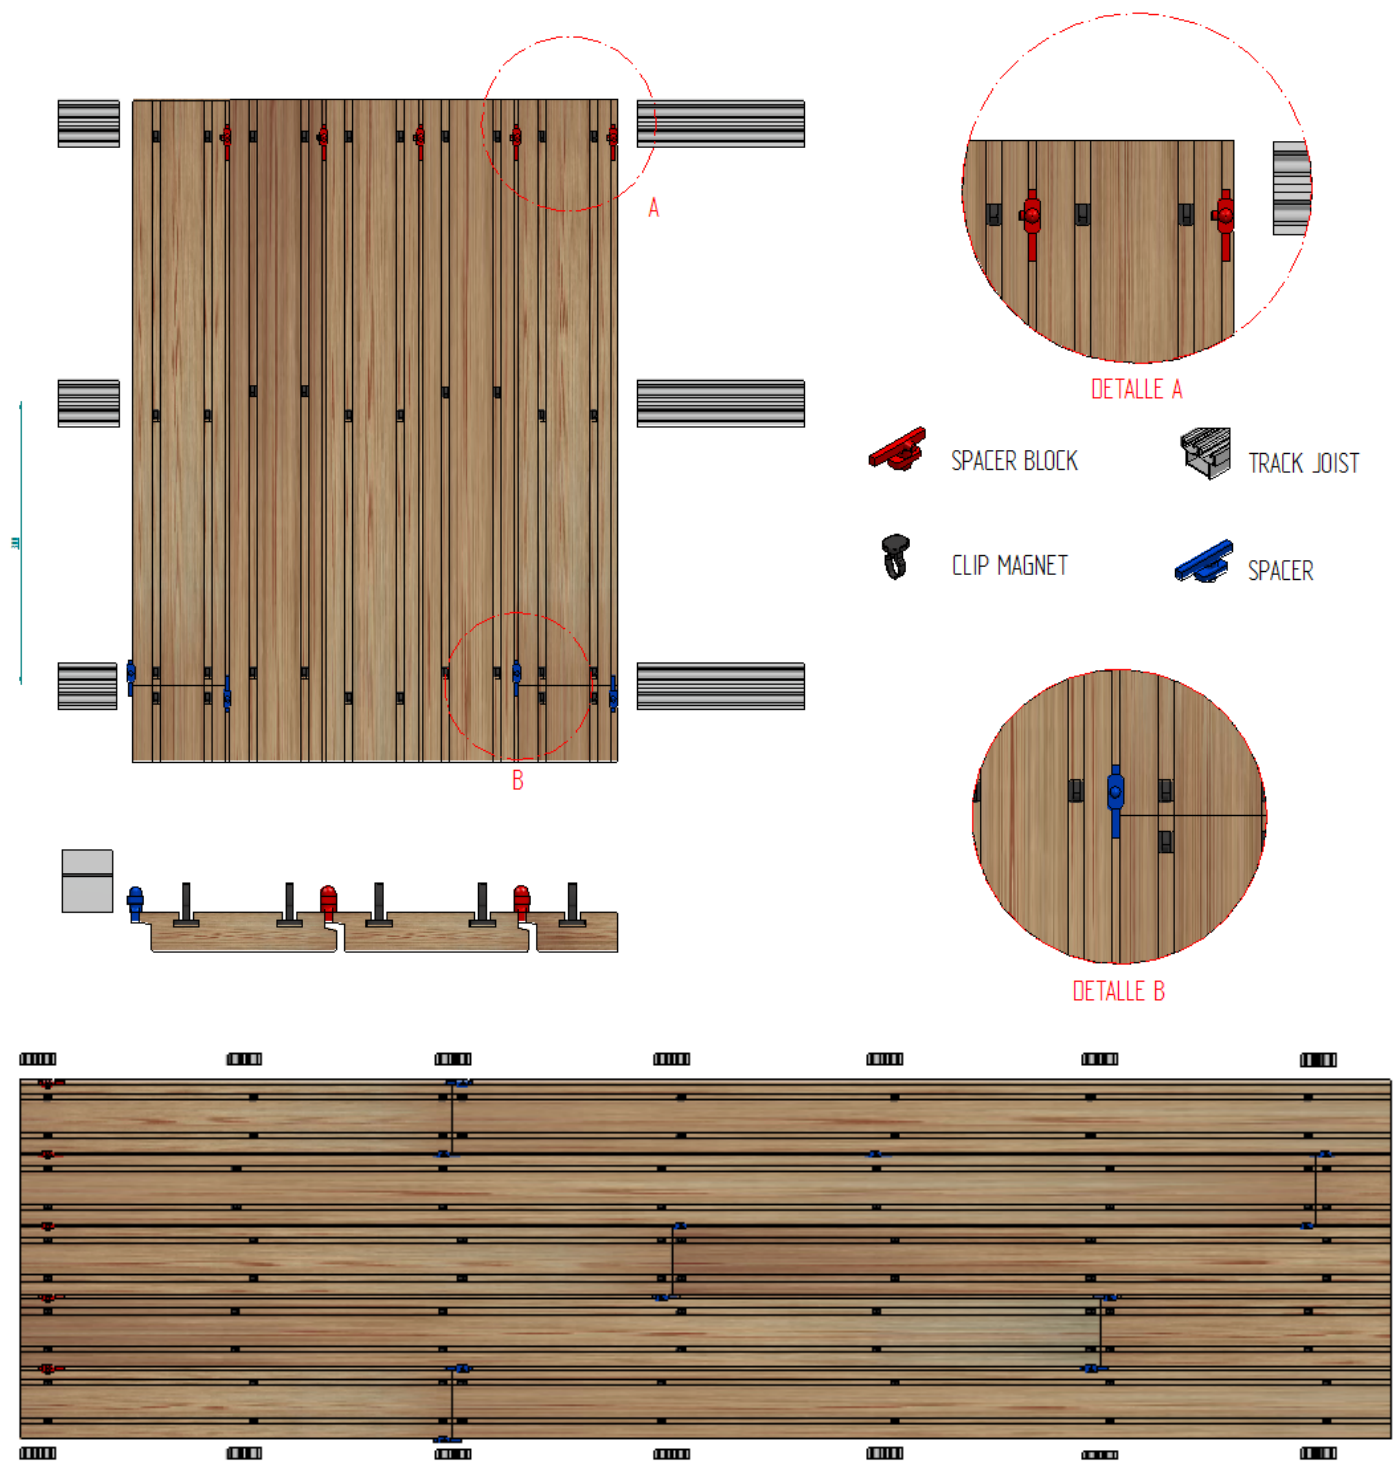 A
DETALLE A
SPACER BLOCK
TRACK JOIST
CLIP MAGNET
SPACER
B
DETALLE B